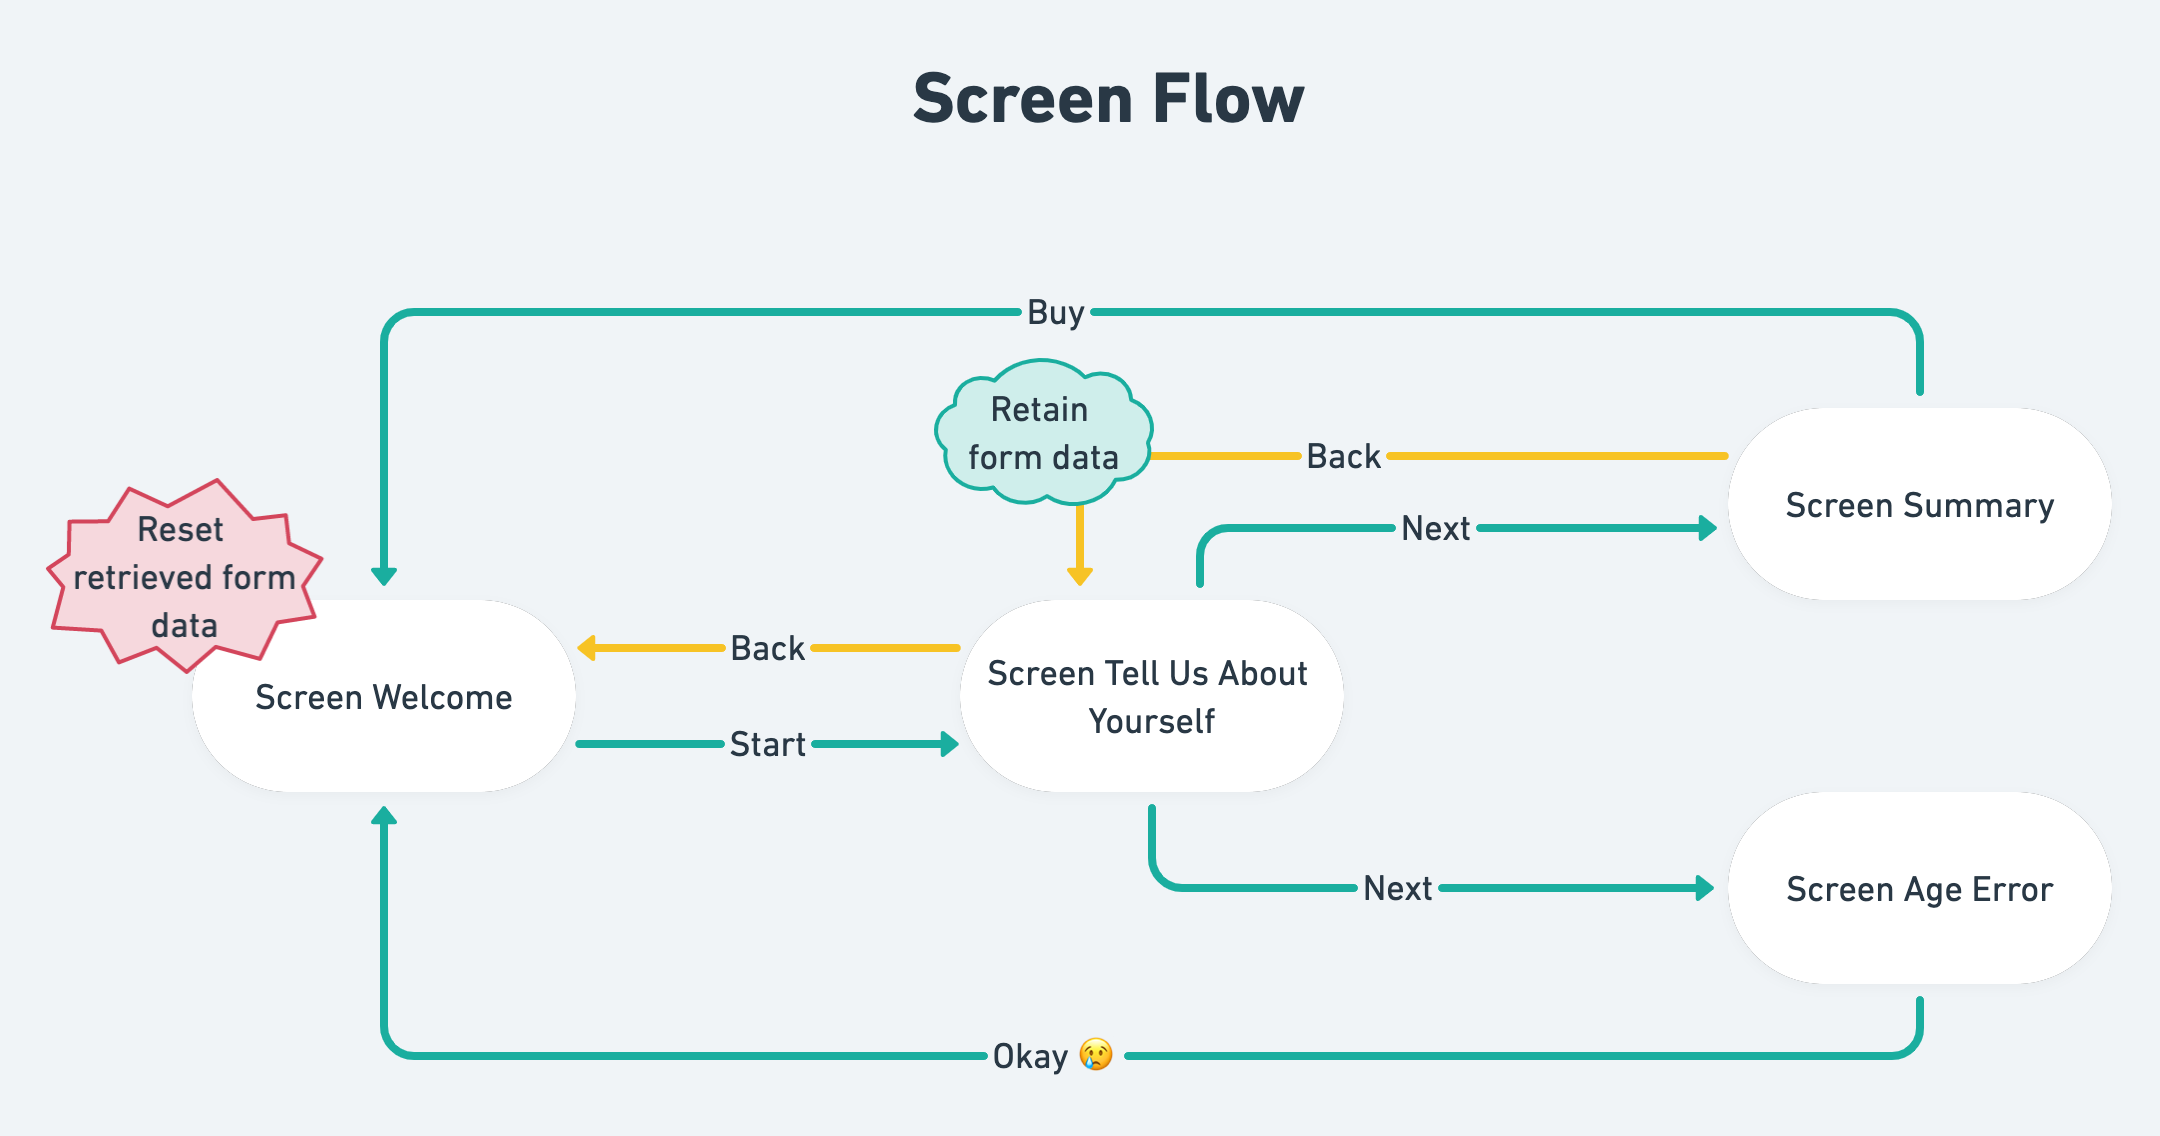 Screen Flow
Buy
Retain
form data
Back
Screen Summary
Next
Reset
retrieved form
data
Back
Screen Welcome
Screen Tell Us About
Yourself
Start
Next
Screen Age Error
Okay 😢